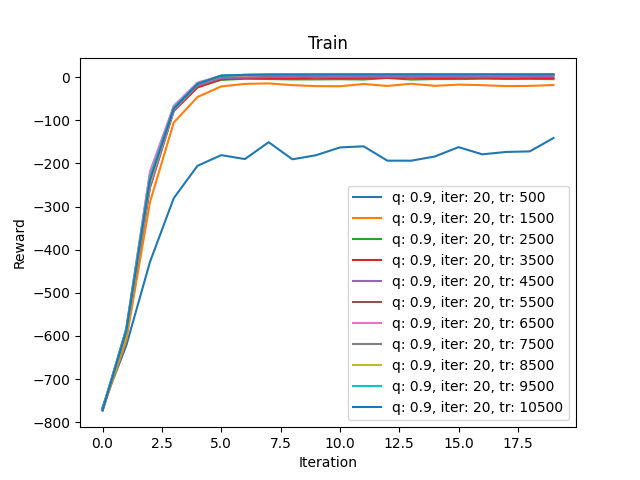 Train
Reward
0
−100
−200
−300
−400
−500
−600
−700
−800
q: 0.9, iter: 20, tr: 500
q: 0.9, iter: 20, tr: 1500
q: 0.9, iter: 20, tr: 2500
q: 0.9, iter: 20, tr: 3500
q: 0.9, iter: 20, tr: 4500
q: 0.9, iter: 20, tr: 5500
q: 0.9, iter: 20, tr: 6500
q: 0.9, iter: 20, tr: 7500
q: 0.9, iter: 20, tr: 8500
q: 0.9, iter: 20, tr: 9500
q: 0.9, iter: 20, tr: 10500
0.0 2.5 5.0 7.5 10.0 12.5 15.0 17.5
Iteration